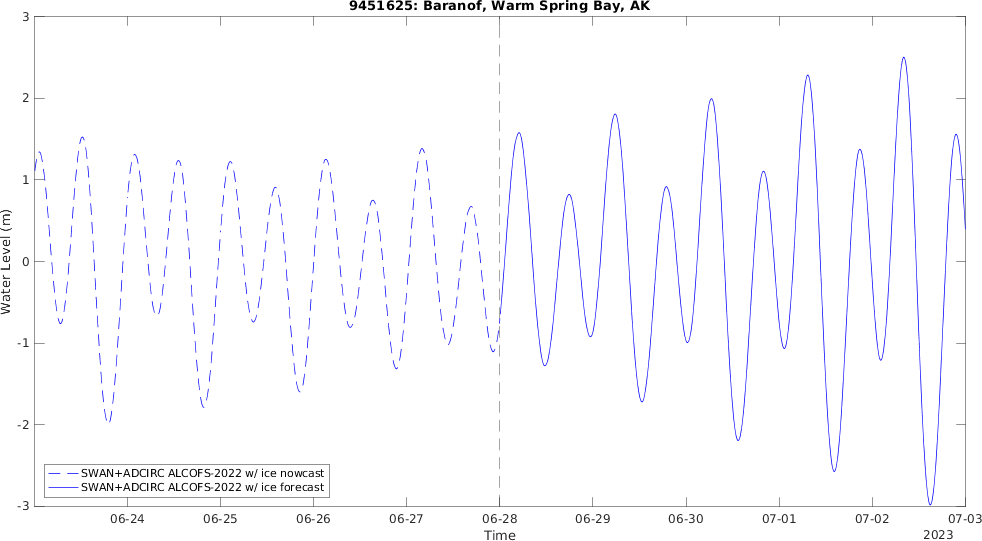 9451625: Baranof, Warm Spring Bay, AK
Water Level (m)
3
2
1
0
-1
-2
-3
SWAN+ADCIRC ALCOFS-2022 w/ ice nowcast
SWAN+ADCIRC ALCOFS-2022 w/ ice forecast
06-24 06-25 06-26 06-27 06-28 06-29 06-30 07-01 07-02 07-03
Time
2023